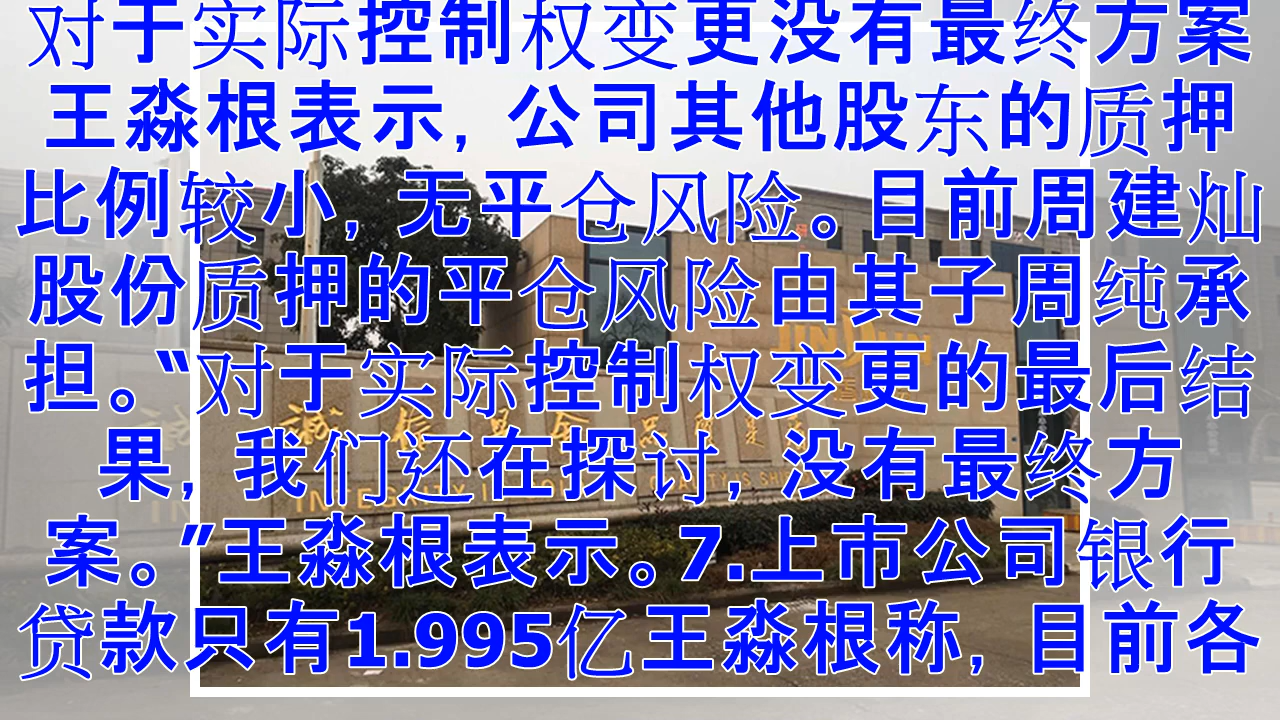 对于实际控制权变更没有最终方案
王淼根表示, 公司其他股东的质押
比例较小, 无平仓风险。目前周建灿
股份质押的平仓风险由其子周纯承
担。“对于实际控制权变更的最后结
果, 我们还在探讨, 没有最终方
案。”王淼根表示。7.上市公司银行
贷款只有1.995亿王淼根称, 目前各